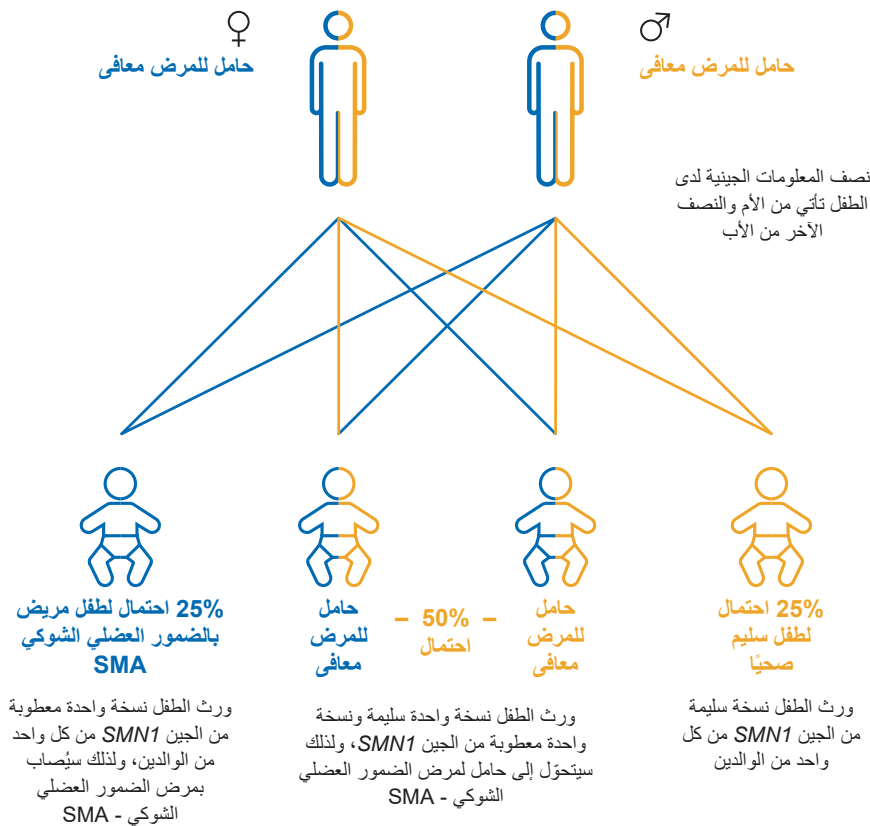 ♀
حامل للمرض معافى
♂
حامل للمرض معافى
نصف المعلومات الجينية لدى
الطفل تأتي من الأم والنصف
الآخر من الأب
25% احتمال لطفل مريض
بالضمور العضلي الشوكي
SMA
حامل
للمرض
معافى
– 50% –
احتمال
حامل
للمرض
معافى
25% احتمال
لطفل سليم
صحيًا
ورث الطفل نسخة واحدة معطوبة
من الجين SMN1 من كل واحد
من الوالدين، ولذلك سيُصاب
بمرض الضمور العضلي
الشوكي - SMA
ورث الطفل نسخة واحدة سليمة ونسخة
واحدة معطوبة من الجين SMN1، ولذلك
سيتحوّل إلى حامل لمرض الضمور العضلي
الشوكي - SMA
ورث الطفل نسخة سليمة
من الجين SMN1 من كل
واحد من الوالدين